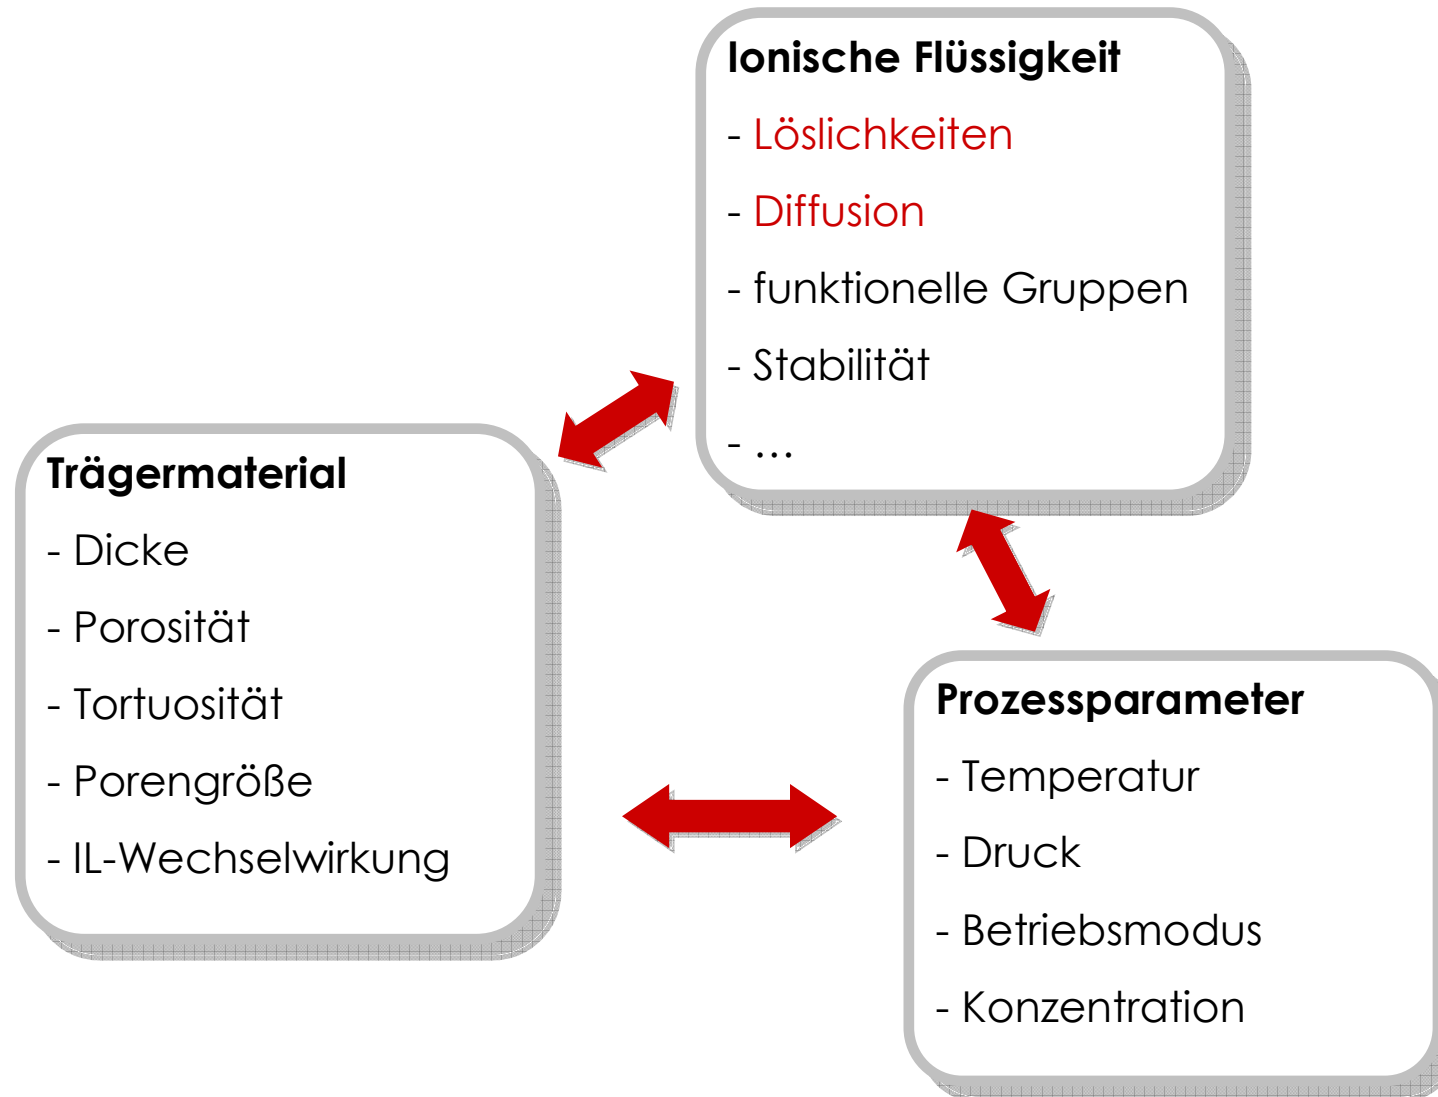 Ionische Flüssigkeit
- Löslichkeiten
- Diffusion
- funktionelle Gruppen
- Stabilität
- …
Trägermaterial
- Dicke
- Porosität
- Tortuosität
- Porengröße
- IL-Wechselwirkung
Prozessparameter
- Temperatur
- Druck
- Betriebsmodus
- Konzentration